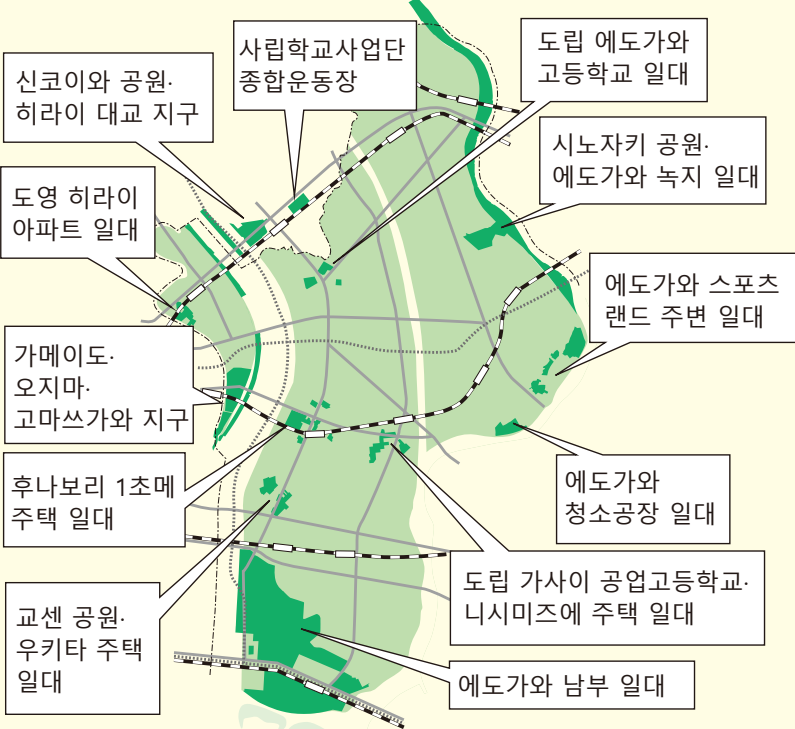 사립학교사업단
종합운동장
도립 에도가와
고등학교 일대
신코이와 공원·
히라이 대교 지구
시노자키 공원·
에도가와 녹지 일대
도영 히라이
아파트 일대
에도가와 스포츠
랜드 주변 일대
가메이도·
오지마·
고마쓰가와 지구
후나보리 1초메
주택 일대
에도가와
청소공장 일대
도립 가사이 공업고등학교·
니시미즈에 주택 일대
교센 공원·
우키타 주택
일대
에도가와 남부 일대